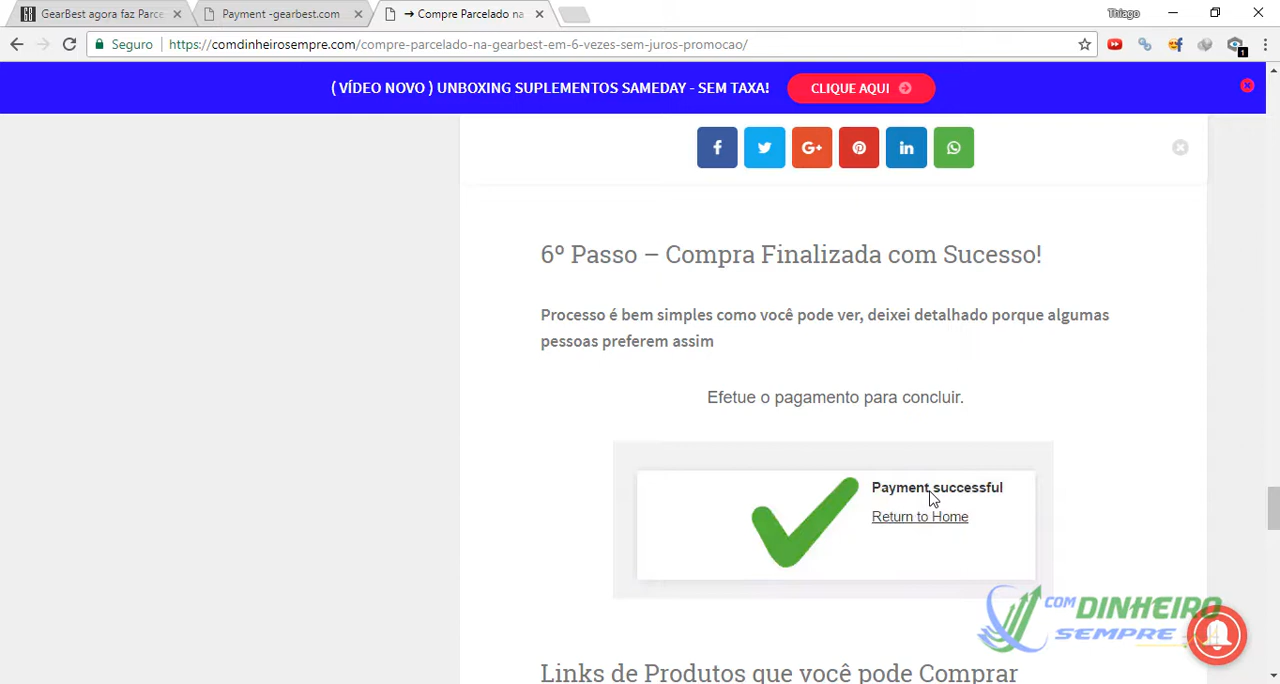 GearBest agora faz Parce
Payment -gearbest.com
→ Compre Parcelado na
Thiago
Seguro
https://comdinheirosempre.com/compre-parcelado-na-gearbest-em-6-vezes-sem-juros-promocao/
1
( VÍDEO NOVO ) UNBOXING SUPLEMENTOS SAMEDAY - SEM TAXA!
CLIQUE AQUI
6º Passo – Compra Finalizada com Sucesso!
Processo é bem simples como você pode ver, deixei detalhado porque algumas
pessoas preferem assim
Efetue o pagamento para concluir.
Payment successful
Return to Home
COM DINHEIRO
SEMPRE
Links de Produtos que você pode Comprar